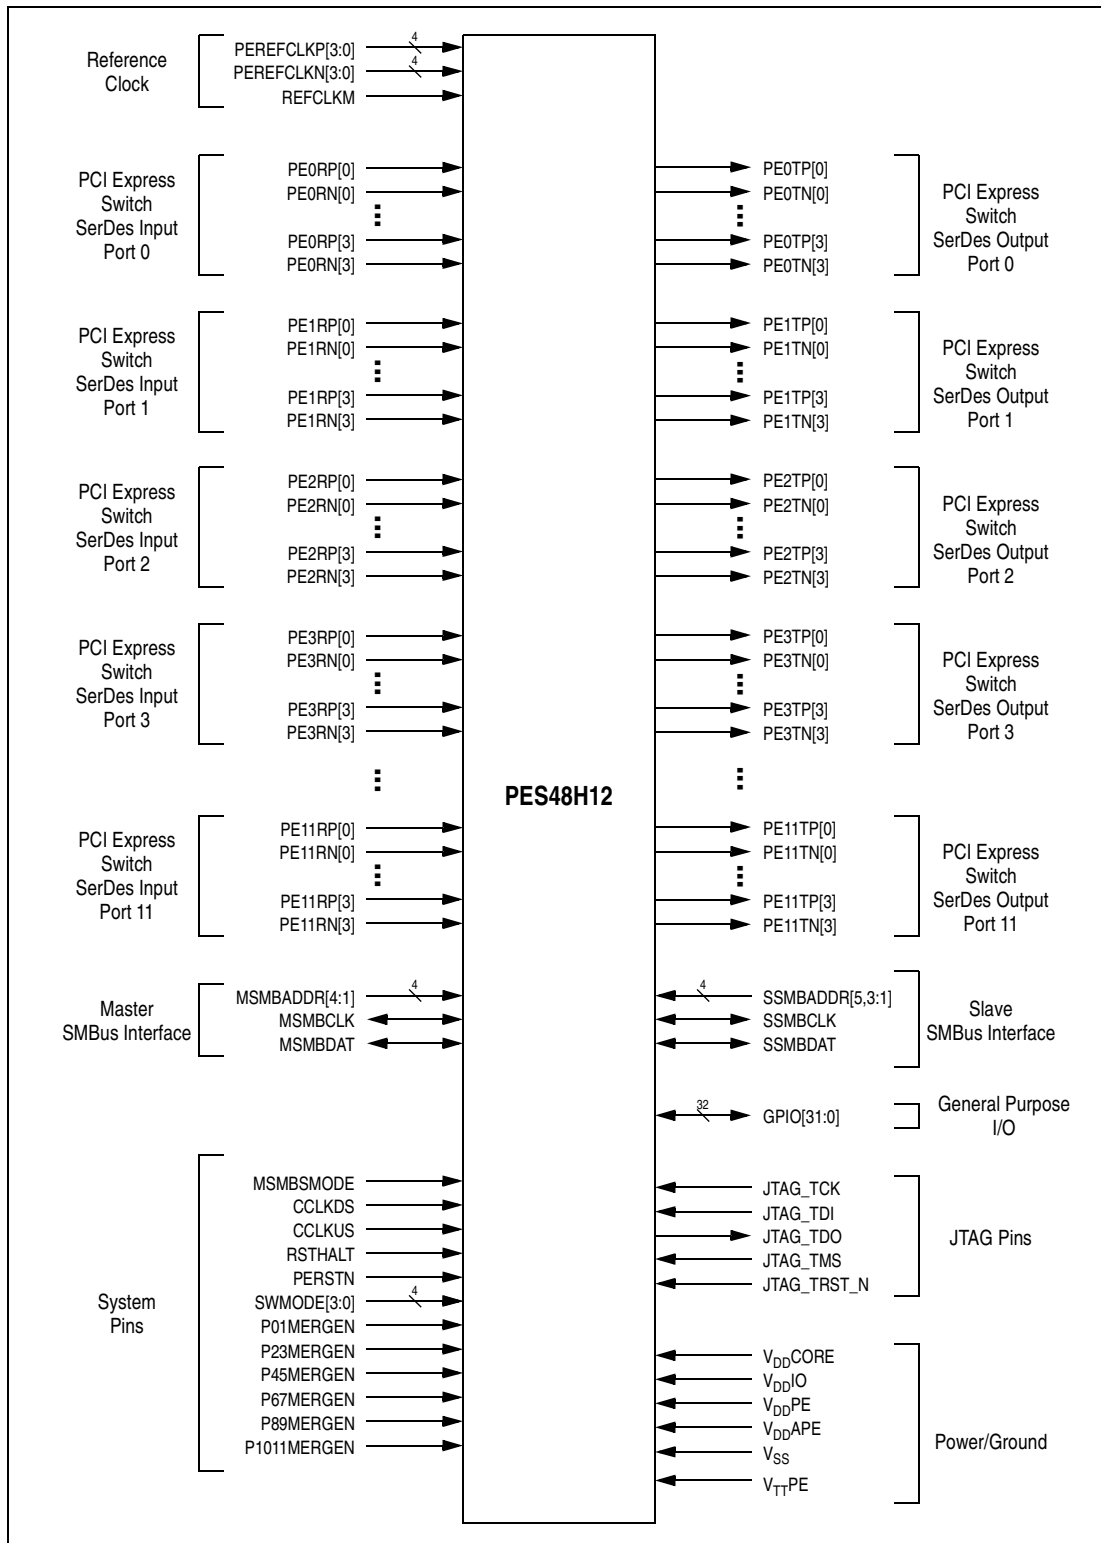 Reference
Clock
PEREFCLKP[3:0]
4
PEREFCLKN[3:0]
4
REFCLKM
PCI Express
Switch
SerDes Input
Port 0
PE0RP[0]
PE0RN[0]
PE0RP[3]
PE0RN[3]
PE0TP[0]
PE0TN[0]
PE0TP[3]
PE0TN[3]
PCI Express
Switch
SerDes Output
Port 0
PCI Express
Switch
SerDes Input
Port 1
PE1RP[0]
PE1RN[0]
PE1RP[3]
PE1RN[3]
PE1TP[0]
PE1TN[0]
PE1TP[3]
PE1TN[3]
PCI Express
Switch
SerDes Output
Port 1
PCI Express
Switch
SerDes Input
Port 2
PE2RP[0]
PE2RN[0]
PE2RP[3]
PE2RN[3]
PE2TP[0]
PE2TN[0]
PE2TP[3]
PE2TN[3]
PCI Express
Switch
SerDes Output
Port 2
PCI Express
Switch
SerDes Input
Port 3
PE3RP[0]
PE3RN[0]
PE3RP[3]
PE3RN[3]
PE3TP[0]
PE3TN[0]
PE3TP[3]
PE3TN[3]
PCI Express
Switch
SerDes Output
Port 3
PES48H12
PCI Express
Switch
SerDes Input
Port 11
PE11RP[0]
PE11RN[0]
PE11RP[3]
PE11RN[3]
PE11TP[0]
PE11TN[0]
PE11TP[3]
PE11TN[3]
PCI Express
Switch
SerDes Output
Port 11
Master
SMBus Interface
MSMBADDR[4:1]
4
MSMBCLK
MSMBDAT
4
SSMBADDR[5,3:1]
SSMBCLK
SSMBDAT
Slave
SMBus Interface
32
GPIO[31:0]
General Purpose
I/O
System
Pins
MSMBSMODE
CCLKDS
CCLKUS
RSTHALT
PERSTN
SWMODE[3:0]
4
P01MERGEN
P23MERGEN
P45MERGEN
P67MERGEN
P89MERGEN
P1011MERGEN
JTAG_TCK
JTAG_TDI
JTAG_TDO
JTAG_TMS
JTAG_TRST_N
JTAG Pins
VDDCORE
VDDIO
VDDPE
VDDAPE
VSS
VTTPE
Power/Ground